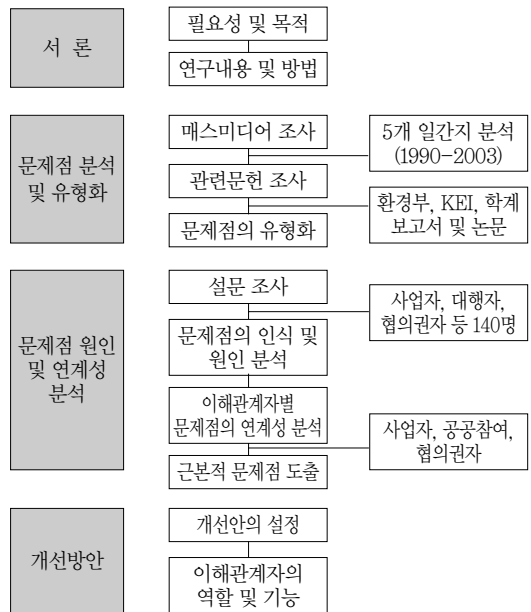 서 론
필요성 및 목적
연구내용 및 방법
문제점 분석
및 유형화
매스미디어 조사
관련문헌 조사
문제점의 유형화
5개 일간지 분석
(1990-2003)
환경부, KEI, 학계
보고서 및 논문
문제점 원인
및 연계성
분석
설문 조사
문제점의 인식 및
원인 분석
이해관계자별
문제점의 연계성 분석
근본적 문제점 도출
사업자, 대행자,
협의권자 등 140명
사업자, 공공참여,
협의권자
개선방안
개선안의 설정
이해관계자의
역할 및 기능